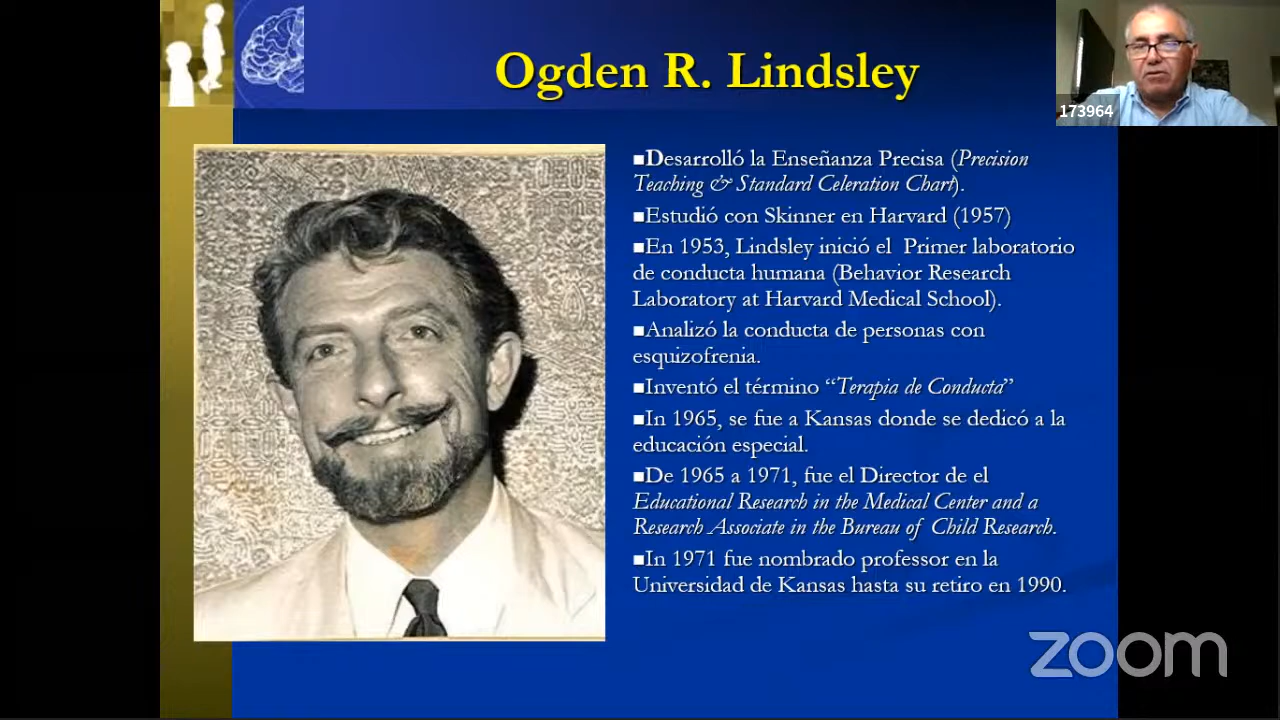 Ogden R. Lindsley
173964
■Desarrolló la Enseñanza Precisa (Precision
Teaching & Standard Celeration Chart).
■Estudió con Skinner en Harvard (1957)
■En 1953, Lindsley inició el Primer laboratorio
de conducta humana (Behavior Research
Laboratory at Harvard Medical School).
■Analizó la conducta de personas con
esquizofrenia.
■Inventó el término “Terapia de Conducta”
■In 1965, se fue a Kansas donde se dedicó a la
educación especial.
■De 1965 a 1971, fue el Director de el
Educational Research in the Medical Center and a
Research Associate in the Bureau of Child Research.
■In 1971 fue nombrado professor en la
Universidad de Kansas hasta su retiro en 1990.
zoom